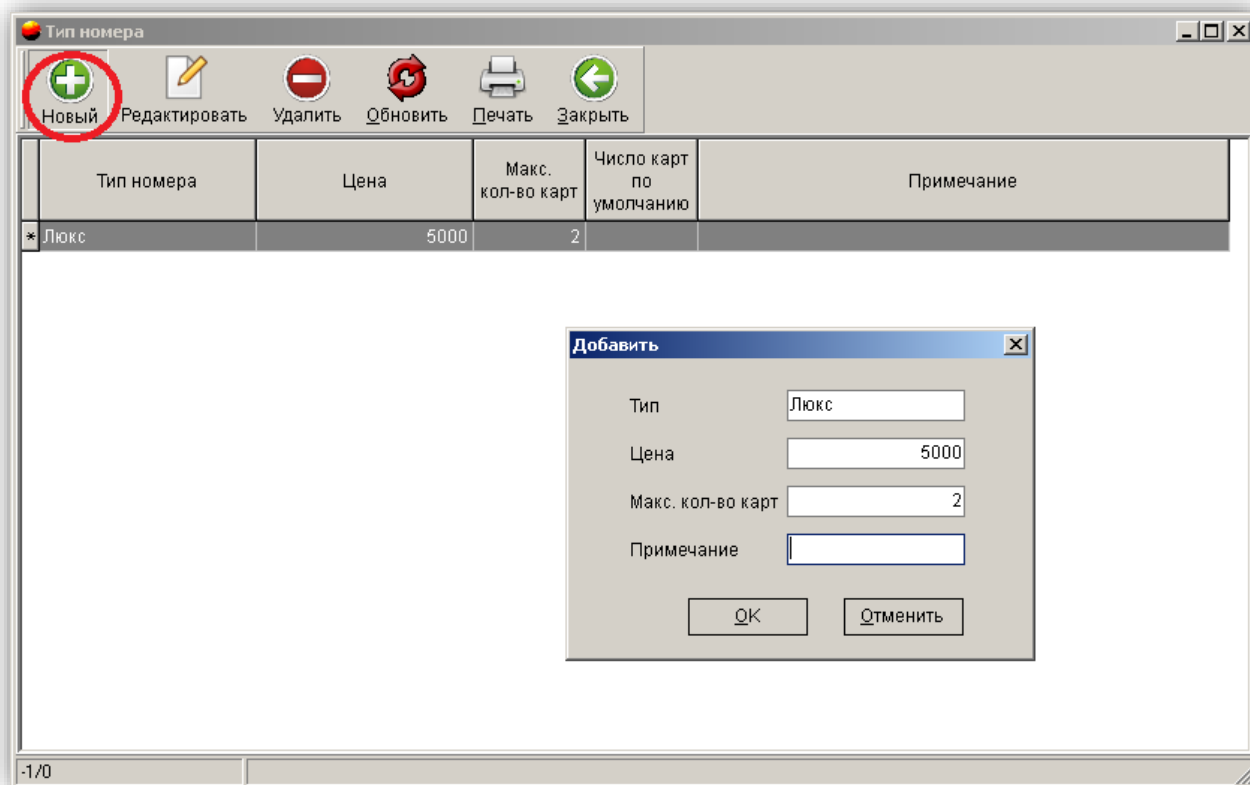 Тип номера
Новый Редактировать Удалить Обновить Печать Закрыть
Тип номера Цена Макс. кол-во карт Число карт по умолчанию Примечание
* Люкс 5000 2
Добавить
Тип Люкс
Цена 5000
Макс. кол-во карт 2
Примечание
OK Отменить
-1/0